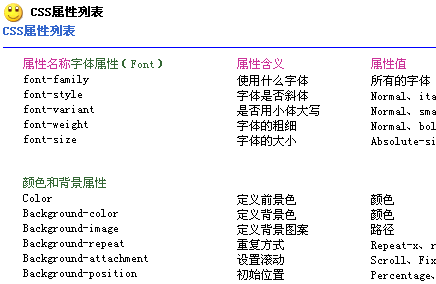 CSS属性列表
CSS属性列表
属性名称字体属性(Font) 属性含义 属性值
font-family 使用什么字体 所有的字体
font-style 字体是否斜体 Normal、ita
font-variant 是否用小体大写 Normal、sma
font-weight 字体的粗细 Normal、bol
font-size 字体的大小 Absolute-si
颜色和背景属性
Color 定义前景色 颜色
Background-color 定义背景色 颜色
Background-image 定义背景图案 路径
Background-repeat 重复方式 Repeat-x、r
Background-attachment 设置滚动 Scroll、Fix
Background-position 初始位置 Percentage、